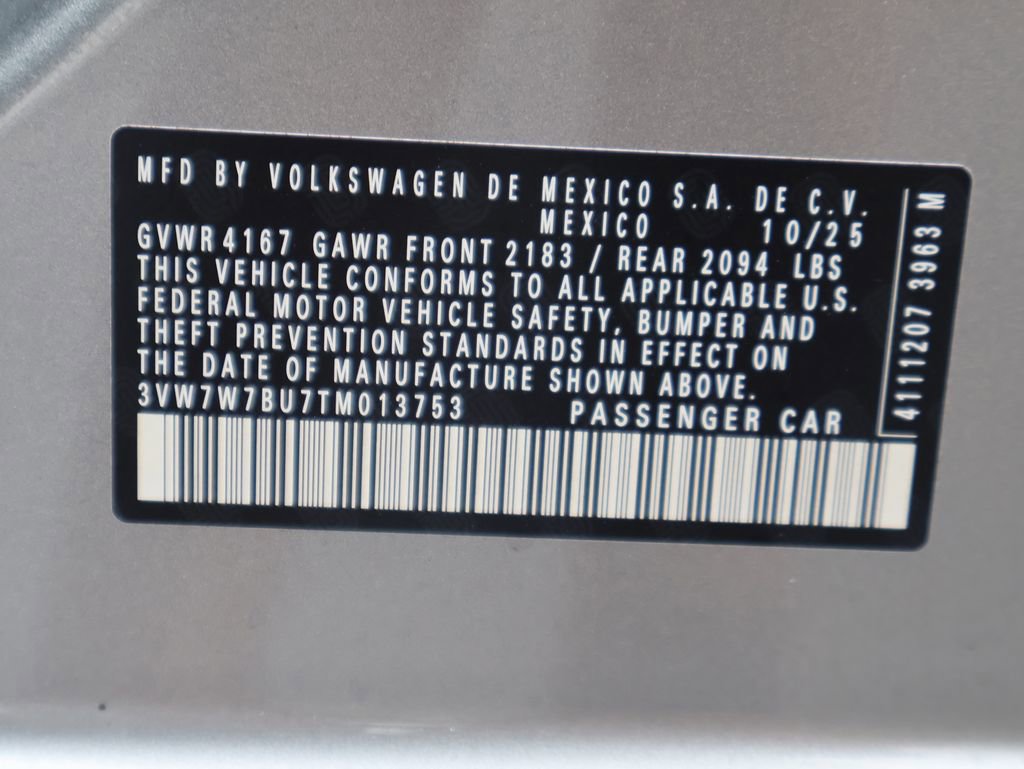 MFD BY VOLKSWAGEN DE MEXICO S.A. DE C.V.
MEXICO 10/25
GVWR 4167 GAWR FRONT 2183 / REAR 2094 LBS
THIS VEHICLE CONFORMS TO ALL APPLICABLE U.S.
FEDERAL MOTOR VEHICLE SAFETY, BUMPER AND
THEFT PREVENTION STANDARDS IN EFFECT ON
THE DATE OF MANUFACTURE SHOWN ABOVE.
3VW7W7BU7TM013753 PASSENGER CAR
4111207 3963 M